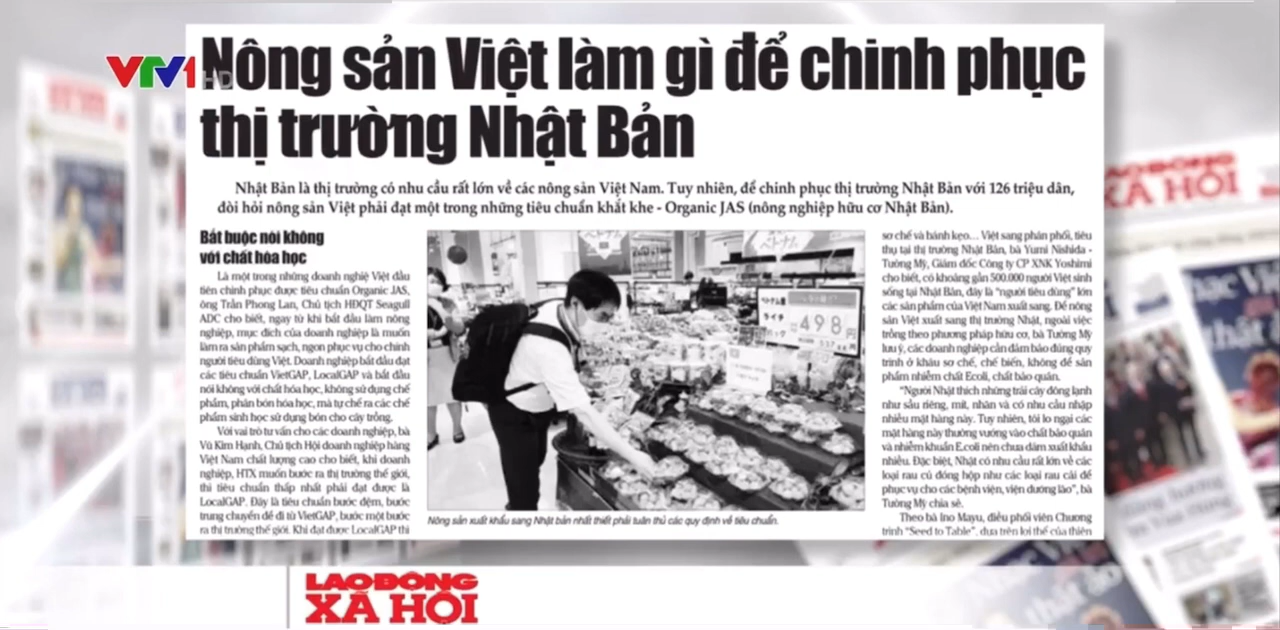 VTV1 HD
Nông sản Việt làm gì để chinh phục
thị trường Nhật Bản
Nhật Bản là thị trường có nhu cầu rất lớn về các nông sản Việt Nam. Tuy nhiên, để chinh phục thị trường Nhật Bản với 126 triệu dân,
đòi hỏi nông sản Việt phải đạt một trong những tiêu chuẩn khắt khe - Organic JAS (nông nghiệp hữu cơ Nhật Bản).
Bắt buộc nói không
với chất hóa học
Là một trong những doanh nghiệ Việt đầu
tiên chinh phục được tiêu chuẩn Organic JAS,
ông Trần Phong Lan, Chủ tịch HĐQT Seagull
ADC cho biết, ngay từ khi bắt đầu làm nông
nghiệp, mục đích của doanh nghiệp là muốn
làm ra sản phẩm sạch, ngon phục vụ cho chính
người tiêu dùng Việt. Doanh nghiệp bắt đầu đạt
các tiêu chuẩn VietGAP, LocalGAP và bắt đầu
nói không với chất hóa học, không sử dụng chế
phẩm, phân bón hóa học, mà tự chế ra các chế
phẩm sinh học sử dụng bón cho cây trồng.
Với vai trò tư vấn cho các doanh nghiệp, bà
Vũ Kim Hạnh, Chủ tịch Hội doanh nghiệp hàng
Việt Nam chất lượng cao cho biết, khi doanh
nghiệp, HTX muốn bước ra thị trường thế giới,
thì tiêu chuẩn thấp nhất phải đạt được là
LocalGAP. Đây là tiêu chuẩn bước đệm, bước
trung chuyển để đi từ VietGAP, bước một bước
ra thị trường thế giới. Khi đạt được LocalGAP thì
ベトナム
ライチ
498
円
Nông sản xuất khẩu sang Nhật bản nhất thiết phải tuân thủ các quy định về tiêu chuẩn.
sơ chế và bánh kẹo... Việt sang phân phối, tiêu
thụ tại thị trường Nhật Bản, bà Yumi Nishida -
Tường Mỹ, Giám đốc Công ty CP XNK Yoshimi
cho biết, có khoảng gần 500.000 người Việt sinh
sống tại Nhật Bản, đây là "người tiêu dùng" lớn
các sản phẩm của Việt Nam xuất sang. Để nông
sản Việt xuất sang thị trường Nhật, ngoài việc
trồng theo phương pháp hữu cơ, bà Tường Mỹ
lưu ý, các doanh nghiệp cần đảm bảo đúng quy
trình ở khâu sơ chế, chế biến, không để sản
phẩm nhiễm chất Ecoli, chất bảo quản.
"Người Nhật thích những trái cây đông lạnh
như sầu riêng, mít, nhãn và có nhu cầu nhập
nhiều mặt hàng này. Tuy nhiên, tôi lo ngại các
mặt hàng này thường vướng vào chất bảo quản
và nhiễm khuẩn E.coli nên chưa dám xuất khẩu
nhiều. Đặc biệt, Nhật có nhu cầu rất lớn về các
loại rau củ đóng hộp như các loại rau cải để
phục vụ cho các bệnh viện, viện dưỡng lão", bà
Tường Mỹ chia sẻ.
Theo bà Ino Mayu, điều phối viên Chương
trình "Seed to Table", dựa trên lợi thế của thiên
LAO ĐỘNG
XÃ HỘI
LAO ĐỘNG
XÃ HỘI